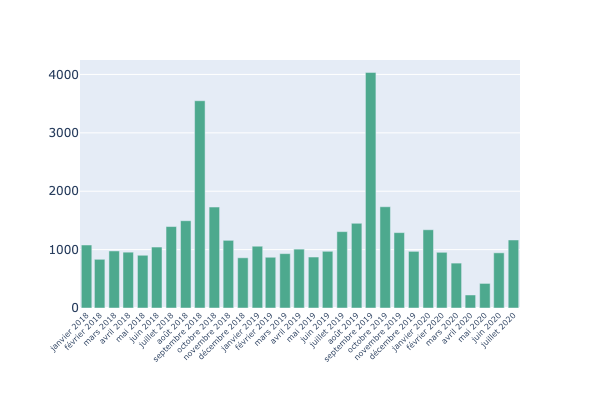 4000
3000
2000
1000
0
janvier 2018
février 2018
mars 2018
avril 2018
mai 2018
juin 2018
juillet 2018
août 2018
septembre 2018
octobre 2018
novembre 2018
décembre 2018
janvier 2019
février 2019
mars 2019
avril 2019
mai 2019
juin 2019
juillet 2019
août 2019
septembre 2019
octobre 2019
novembre 2019
décembre 2019
janvier 2020
février 2020
mars 2020
avril 2020
mai 2020
juin 2020
juillet 2020